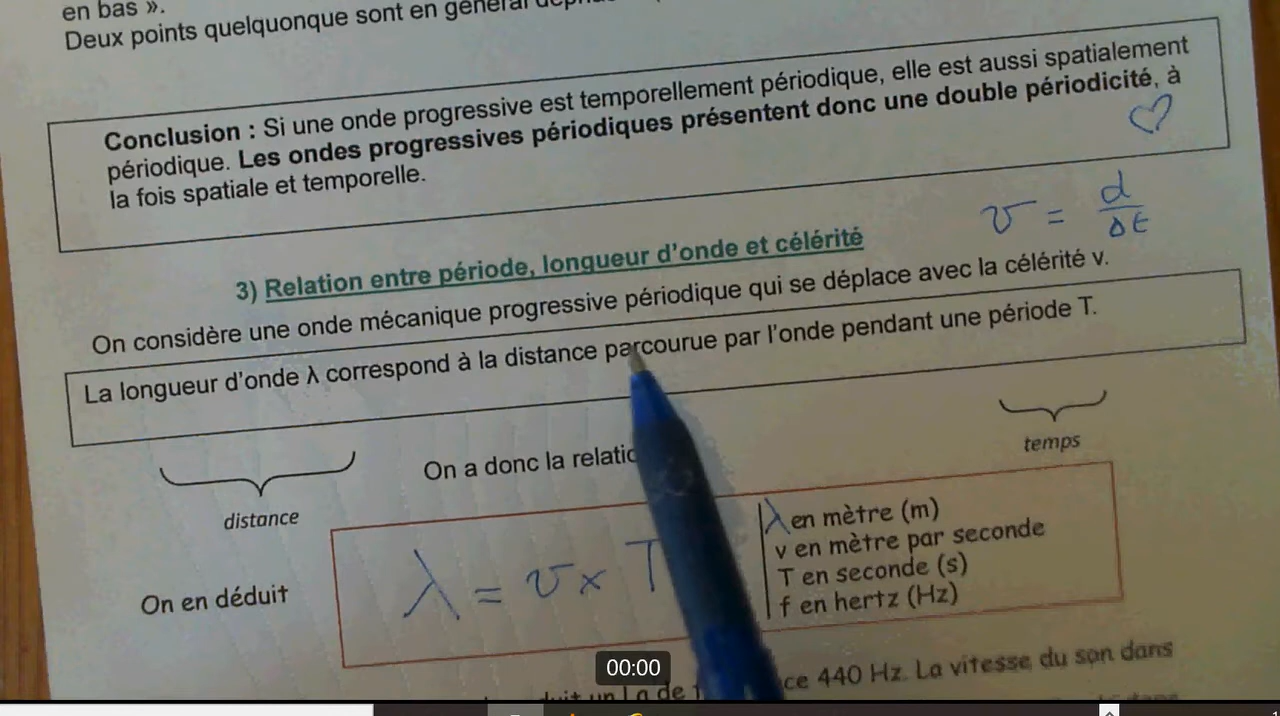 en bas ».
Deux points quelquonque sont en général
Conclusion : Si une onde progressive est temporellement périodique, elle est aussi spatialement
périodique. Les ondes progressives périodiques présentent donc une double périodicité, à
la fois spatiale et temporelle.
v = d / Δt
3) Relation entre période, longueur d'onde et célérité
On considère une onde mécanique progressive périodique qui se déplace avec la célérité v.
La longueur d'onde λ correspond à la distance parcourue par l'onde pendant une période T.
temps
On a donc la relatio
distance
λ en mètre (m)
v en mètre par seconde
T en seconde (s)
f en hertz (Hz)
On en déduit
λ = v x T
00:00
un La de f ce 440 Hz. La vitesse du son dans